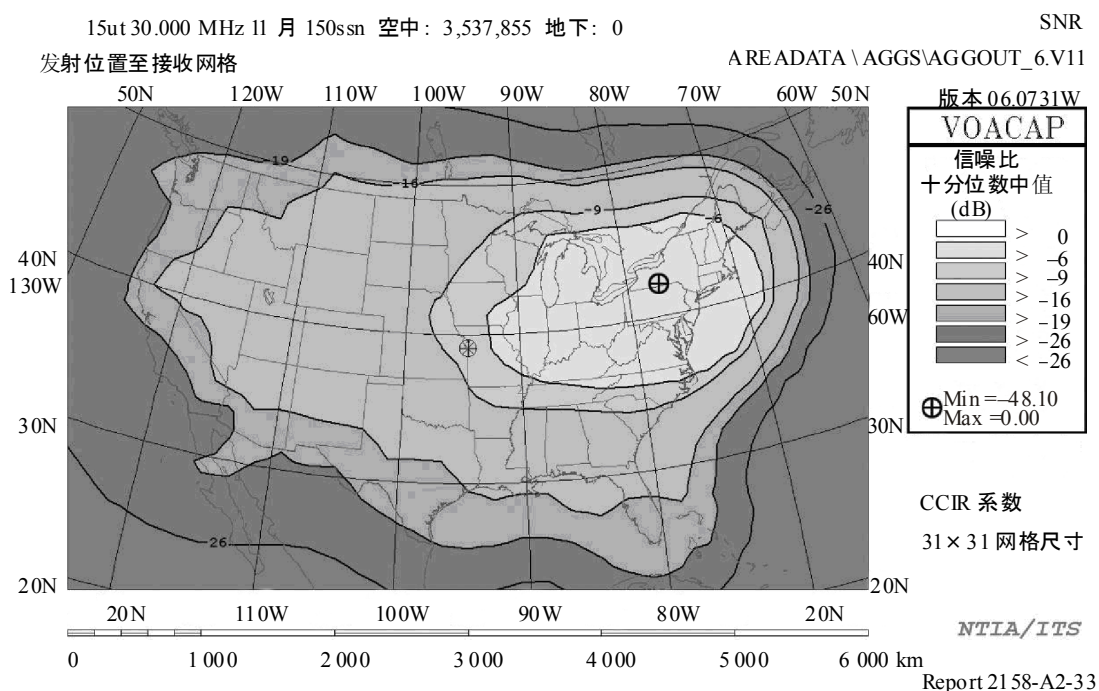 15ut 30.000 MHz 11 月 150ssn 空中: 3,537,855 地下: 0
SNR
发射位置至接收网格
AREADATA \ AGGS\AGGOUT_6.V11
50N 120W 110W 100W 90W 80W 70W 60W 50N
版本 06.0731W
VOACAP
信噪比
十分位数中值
(dB)
> 0
> –6
> –9
> –16
> –19
> –26
< –26
Min =–48.10
Max =0.00
-19
-16
-9
-6
-26
40N
130W
40N
60W
30N
30N
-26
20N
20N
CCIR 系数
31× 31 网格尺寸
20N 110W 100W 90W 80W 20N
NTIA/ITS
0 1 000 2 000 3 000 4 000 5 000 6 000 km
Report 2158-A2-33